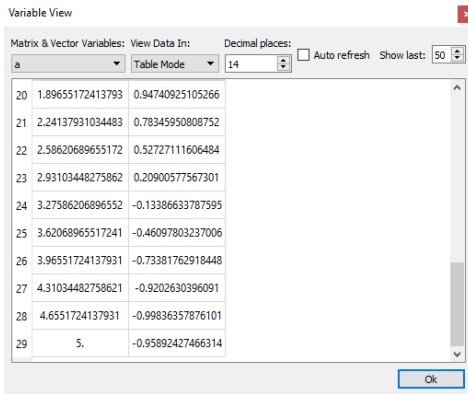 Variable View
x
Matrix & Vector Variables: View Data In: Decimal places:
a Table Mode 14 Auto refresh Show last: 50
20 1.89655172413793 0.94740925105266
21 2.24137931034483 0.78345950808752
22 2.58620689655172 0.52727111606484
23 2.93103448275862 0.20900577567301
24 3.27586206896552 -0.13386633787595
25 3.62068965517241 -0.46097803237006
26 3.96551724137931 -0.73381762918448
27 4.31034482758621 -0.9202630396091
28 4.6551724137931 -0.99836357876101
29 5. -0.95892427466314
Ok